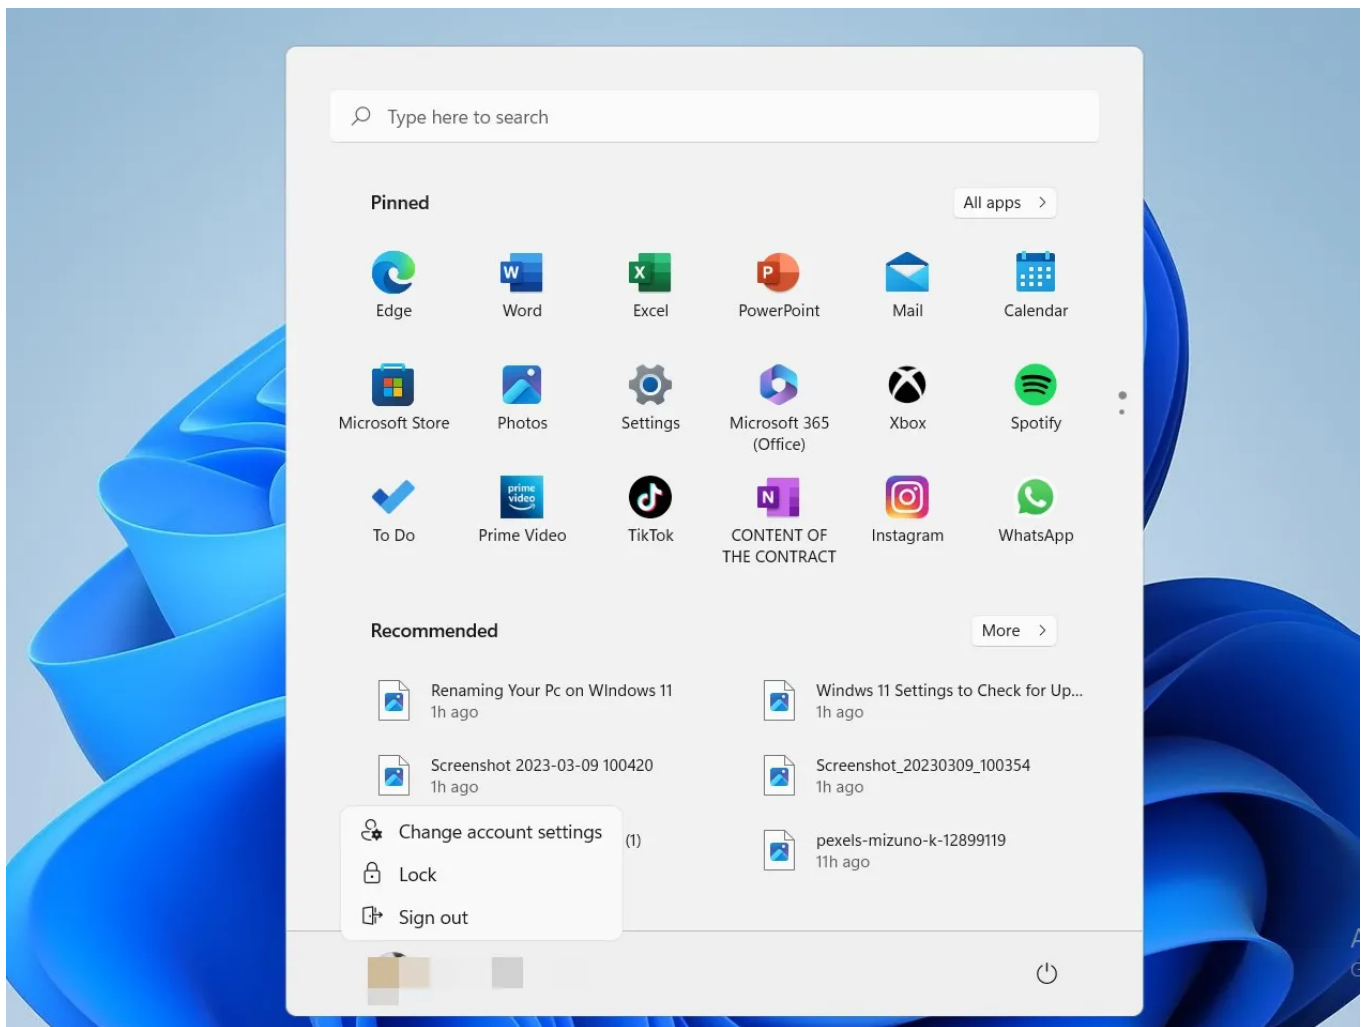 Type here to search
Pinned
All apps
Edge
Word
Excel
PowerPoint
Mail
Calendar
Microsoft Store
Photos
Settings
Microsoft 365
(Office)
Xbox
Spotify
To Do
prime
video
Prime Video
TikTok
CONTENT OF
THE CONTRACT
Instagram
WhatsApp
Recommended
More
Renaming Your Pc on WIndows 11
1h ago
Windws 11 Settings to Check for Up...
1h ago
Screenshot 2023-03-09 100420
1h ago
Screenshot_20230309_100354
1h ago
(1)
pexels-mizuno-k-12899119
11h ago
Change account settings
Lock
Sign out